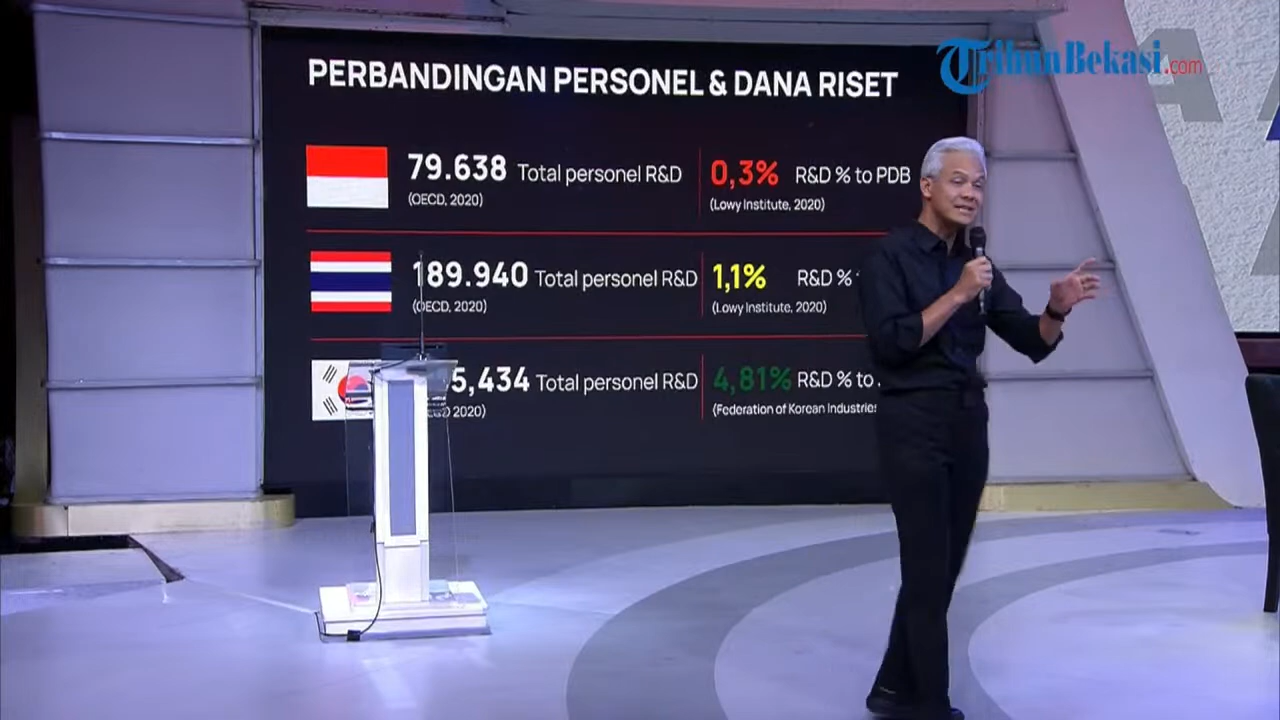 PERBANDINGAN PERSONEL & DANA RISET
TribunBekasi.com
79.638 Total personel R&D
(OECD, 2020)
0,3% R&D % to PDB
(Lowy Institute, 2020)
189.940 Total personel R&D
(OECD, 2020)
1,1% R&D %
(Lowy Institute, 2020)
5,434 Total personel R&D
2020)
4,81% R&D % to
(Federation of Korean Industries